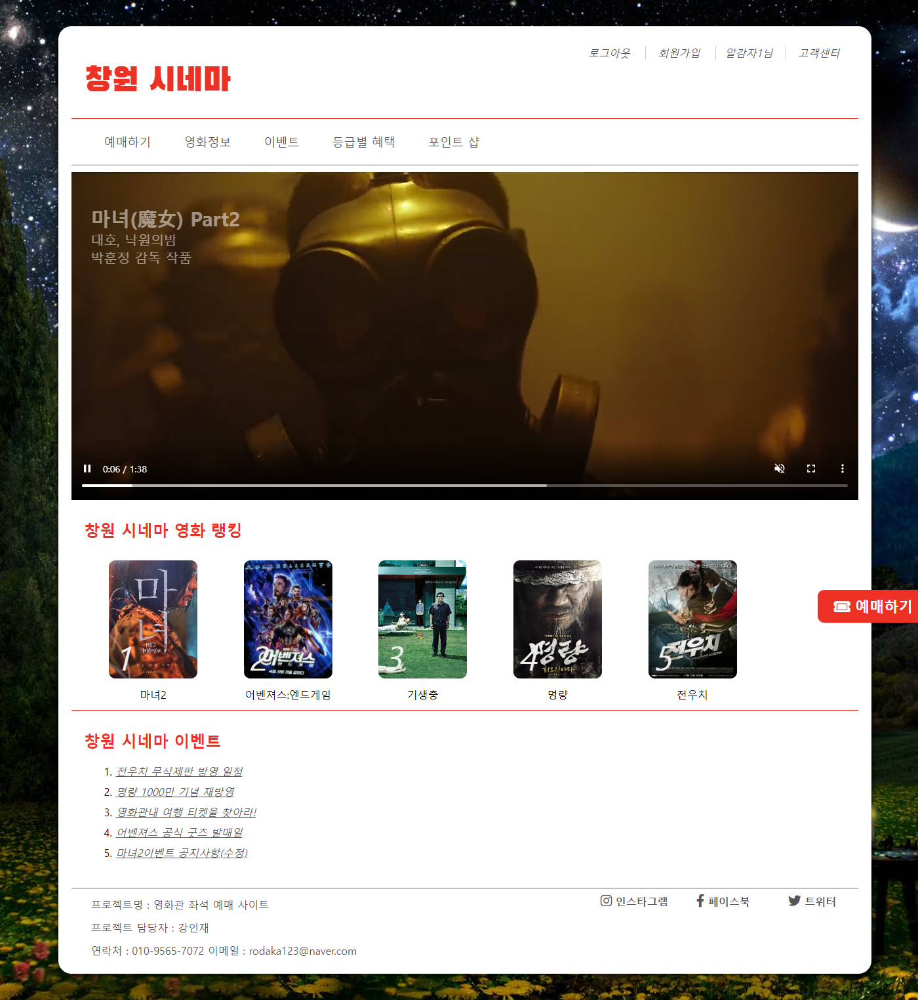 로그아웃 회원가입 알감자1님 고객센터
창원 시네마
예매하기 영화정보 이벤트 등급별 혜택 포인트 샵
마녀(魔女) Part2
대호, 낙원의밤
박훈정 감독 작품
0:06 / 1:38
창원 시네마 영화 랭킹
마녀
1
어벤져스
엔드게임
2
3
명량
4
전우치
5
마녀2 어벤져스:엔드게임 기생충 명량 전우치
예매하기
창원 시네마 이벤트
1. 전우치 무삭제판 방영 일정
2. 명량 1000만 기념 재방영
3. 영화관내 여행 티켓을 찾아라!
4. 어벤져스 공식 굿즈 발매일
5. 마녀2이벤트 공지사항(수정)
프로젝트명 : 영화관 좌석 예매 사이트
인스타그램 페이스북 트위터
프로젝트 담당자 : 강인재
연락처 : 010-9565-7072 이메일 : rodaka123@naver.com